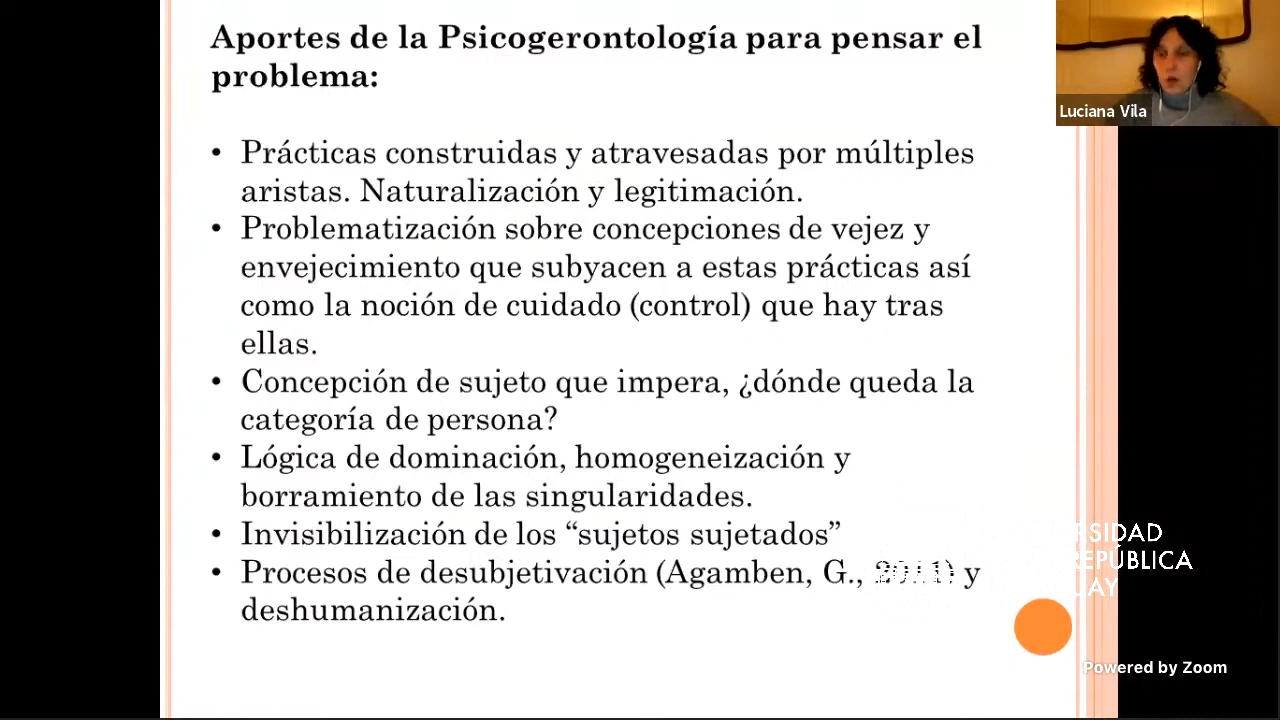 Aportes de la Psicogerontología para pensar el
problema:
• Prácticas construidas y atravesadas por múltiples
aristas. Naturalización y legitimación.
• Problematización sobre concepciones de vejez y
envejecimiento que subyacen a estas prácticas así
como la noción de cuidado (control) que hay tras
ellas.
• Concepción de sujeto que impera, ¿dónde queda la
categoría de persona?
• Lógica de dominación, homogeneización y
borramiento de las singularidades.
• Invisibilización de los “sujetos sujetados”
• Procesos de desubjetivación (Agamben, G., y
deshumanización.
Luciana Vila
RSIDAD
REPÚBLICA
UAY
Powered by Zoom